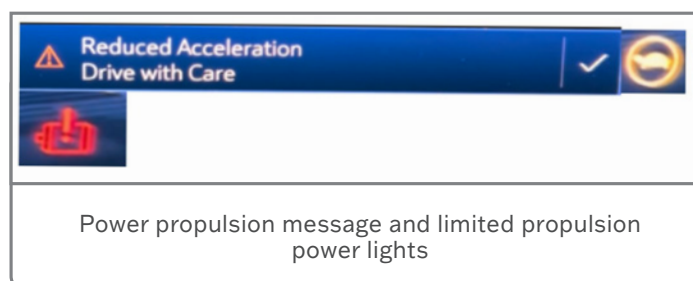 Reduced Acceleration
Drive with Care
Power propulsion message and limited propulsion
power lights